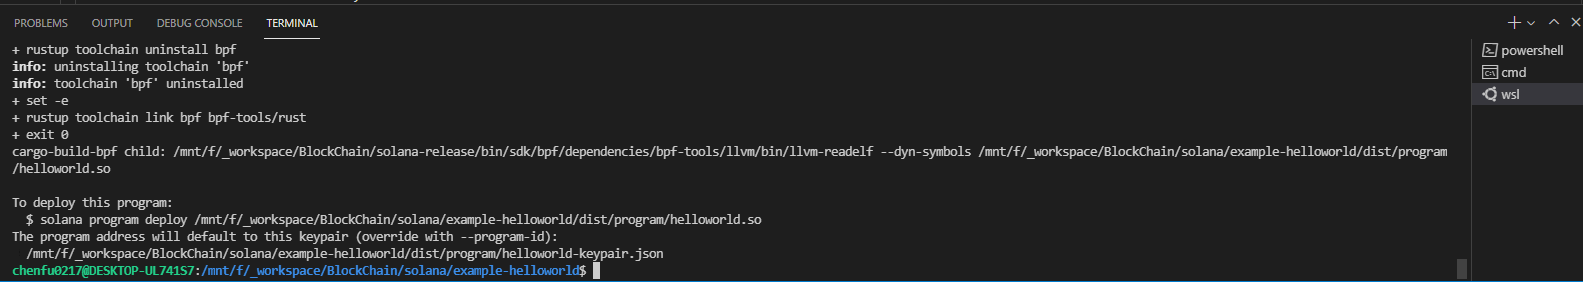 PROBLEMS OUTPUT DEBUG CONSOLE TERMINAL
+ rustup toolchain uninstall bpf
info: uninstalling toolchain 'bpf'
info: toolchain 'bpf' uninstalled
+ set -e
+ rustup toolchain link bpf bpf-tools/rust
+ exit 0
cargo-build-bpf child: /mnt/f/_workspace/BlockChain/solana-release/bin/sdk/bpf/dependencies/bpf-tools/llvm/bin/llvm-readelf --dyn-symbols /mnt/f/_workspace/BlockChain/solana/example-helloworld/dist/program
/helloworld.so
To deploy this program:
$ solana program deploy /mnt/f/_workspace/BlockChain/solana/example-helloworld/dist/program/helloworld.so
The program address will default to this keypair (override with --program-id):
/mnt/f/_workspace/BlockChain/solana/example-helloworld/dist/program/helloworld-keypair.json
chenfu0217@DESKTOP-UL741S7:/mnt/f/_workspace/BlockChain/solana/example-helloworld$
powershell
cmd
wsl